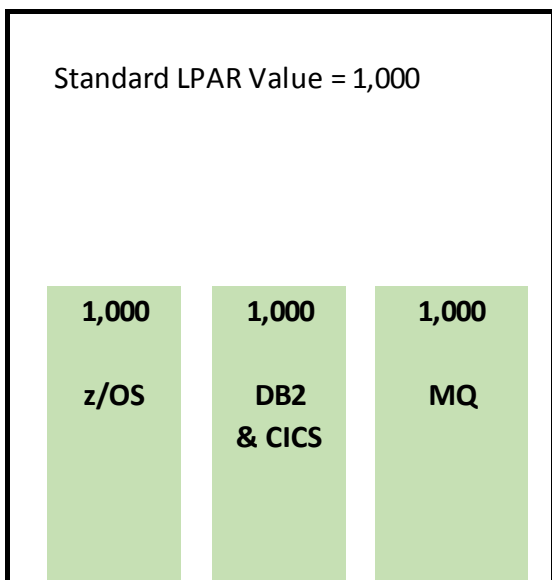 Standard LPAR Value = 1,000
1,000
z/OS
1,000
DB2
& CICS
1,000
MQ